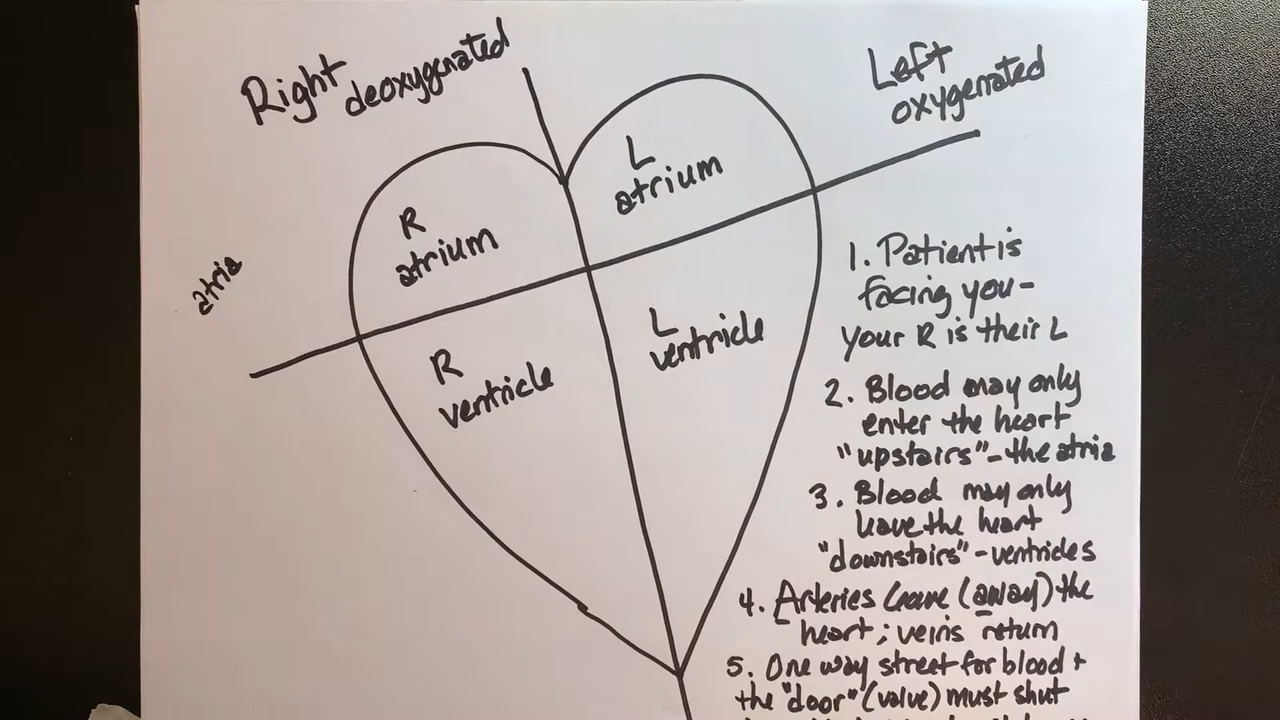 Right
deoxygenated
Left
oxygenated
L
atrium
R
atrium
atria
L
ventricle
R
ventricle
1. Patient is
facing you-
your R is their L
2. Blood may only
enter the heart
"upstairs"-the atria
3. Blood may only
leave the heart
"downstairs"-ventricles
4. Arteries leave (away) the
heart; veins return
5. One way street for blood +
the "door" (valve) must shut